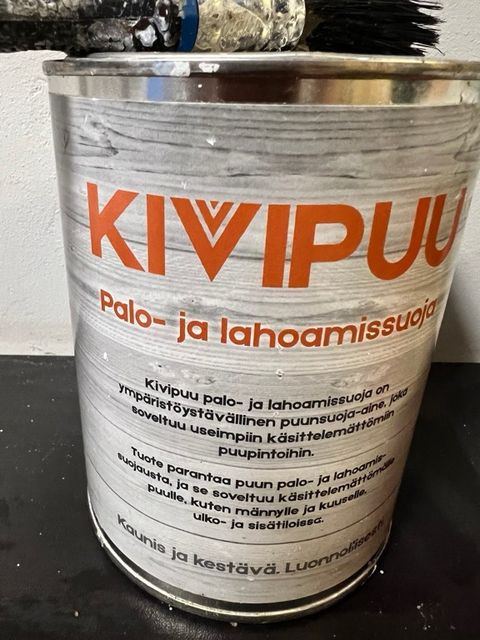 KIVIPUU
Palo- ja lahoamissuoja
Kivipuu palo- ja lahoamissuoja on
ympäristöystävällinen puunsuoja-aine, joka
soveltuu useimpiin käsittelemättömiin
puupintoihin.
Tuote parantaa puun palo- ja lahoamis-
suojausta, ja se soveltuu käsittelemättömälle
puulle, kuten männylle ja kuuselle,
ulko- ja sisätiloissa.
Kaunis ja kestävä. Luonnollisesti.